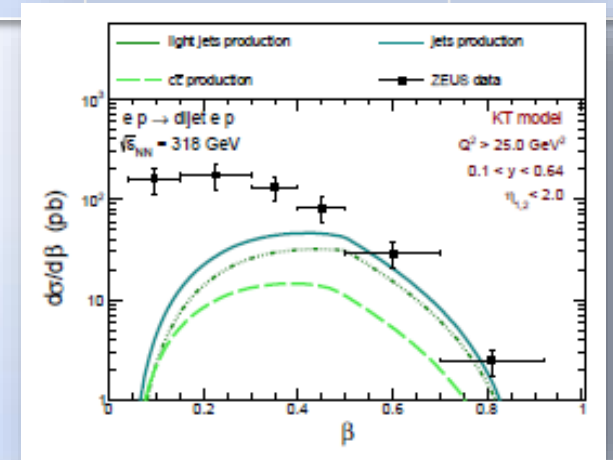 light jets production
jets production
cc̅ production
ZEUS data
e p → dijet e p
√s_NN = 318 GeV
KT model
Q² > 25.0 GeV²
0.1 < y < 0.64
η_1,2 < 2.0
dσ/dβ (pb)
10³
10²
10
1
0 0.2 0.4 0.6 0.8 1
β